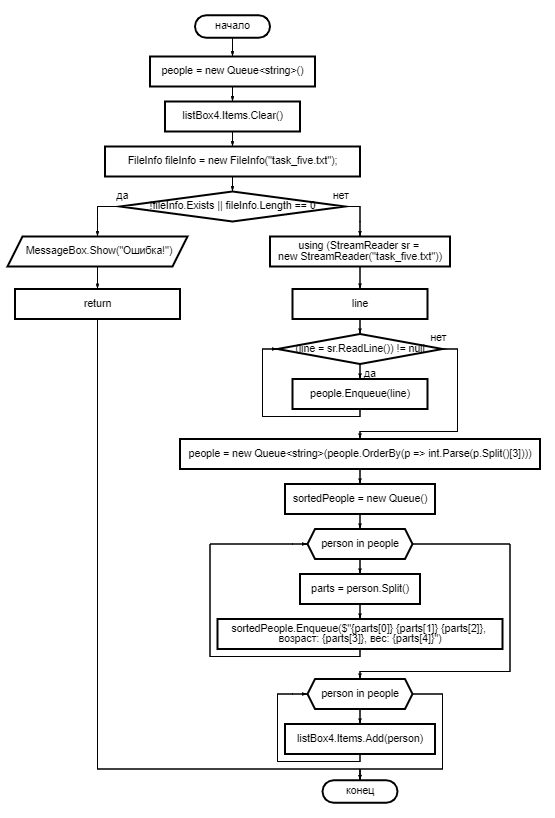 начало
people = new Queue<string>()
listBox4.Items.Clear()
FileInfo fileInfo = new FileInfo("task_five.txt");
!fileInfo.Exists || fileInfo.Length == 0
да
нет
MessageBox.Show("Ошибка!")
return
using (StreamReader sr =
new StreamReader("task_five.txt"))
line
(line = sr.ReadLine()) != null
нет
да
people.Enqueue(line)
people = new Queue<string>(people.OrderBy(p => int.Parse(p.Split()[3])))
sortedPeople = new Queue()
person in people
parts = person.Split()
sortedPeople.Enqueue($"{parts[0]} {parts[1]} {parts[2]},
возраст: {parts[3]}, вес: {parts[4]}")
person in people
listBox4.Items.Add(person)
конец